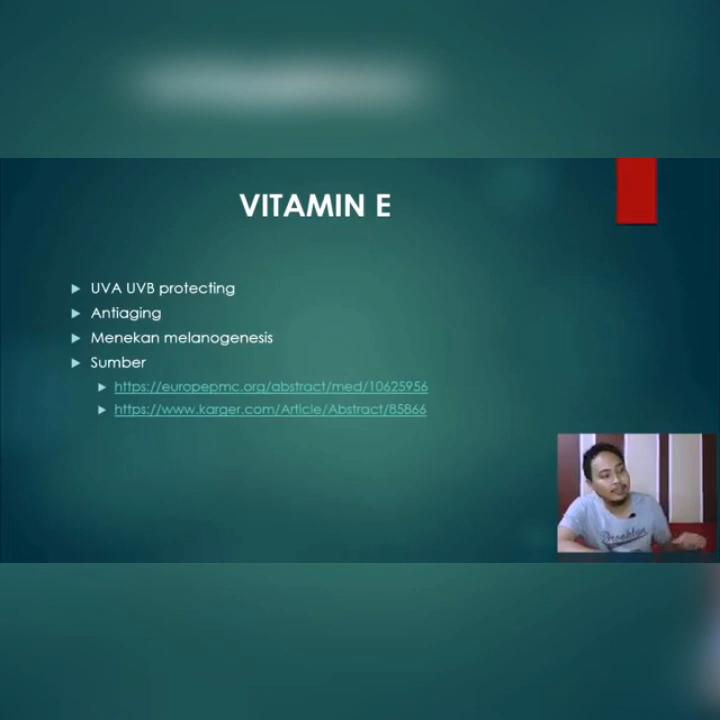 VITAMIN E
UVA UVB protecting
Antiaging
Menekan melanogenesis
Sumber
https://europepmc.org/abstract/med/10625956
https://www.karger.com/Article/Abstract/85866
Brooklyn